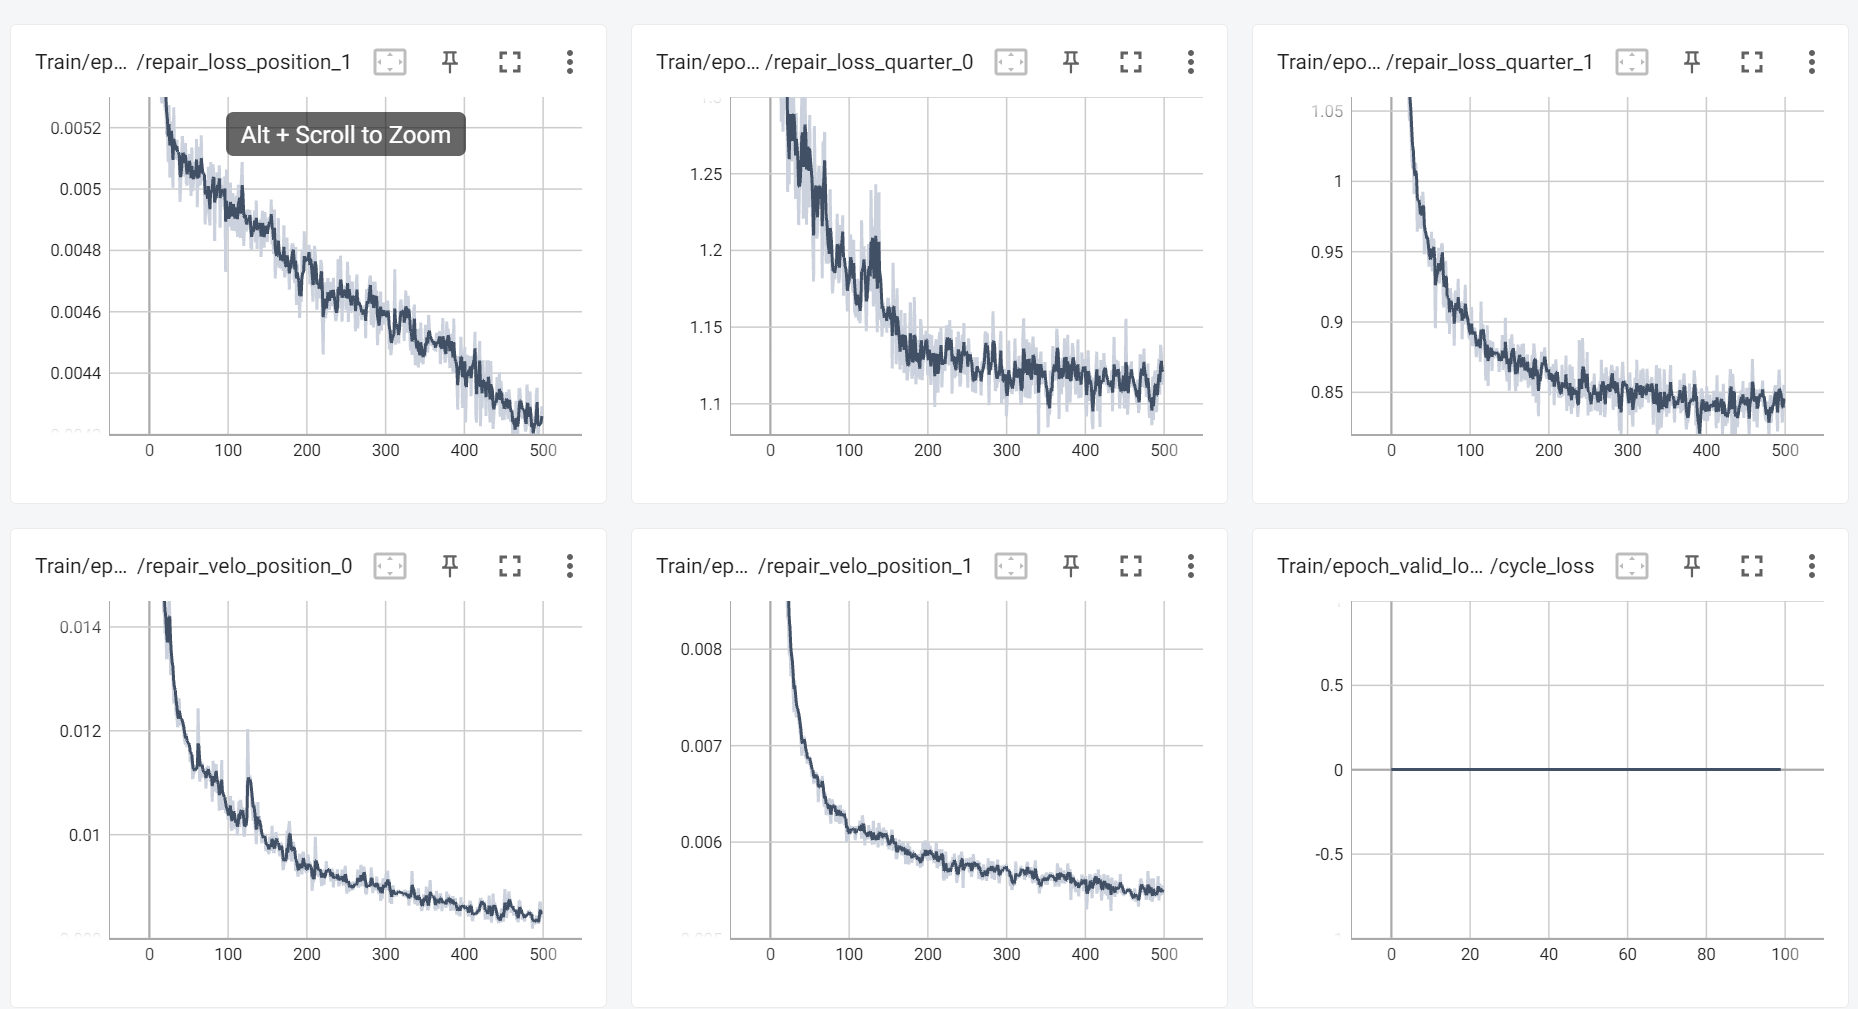 Train/ep... /repair_loss_position_1
Alt + Scroll to Zoom
0.0052
0.005
0.0048
0.0046
0.0044
0 100 200 300 400 500
Train/epo... /repair_loss_quarter_0
1.25
1.2
1.15
1.1
0 100 200 300 400 500
Train/epo... /repair_loss_quarter_1
1.05
1
0.95
0.9
0.85
0 100 200 300 400 500
Train/ep... /repair_velo_position_0
0.014
0.012
0.01
0 100 200 300 400 500
Train/ep... /repair_velo_position_1
0.008
0.007
0.006
0 100 200 300 400 500
Train/epoch_valid_lo... /cycle_loss
0.5
0
-0.5
0 20 40 60 80 100